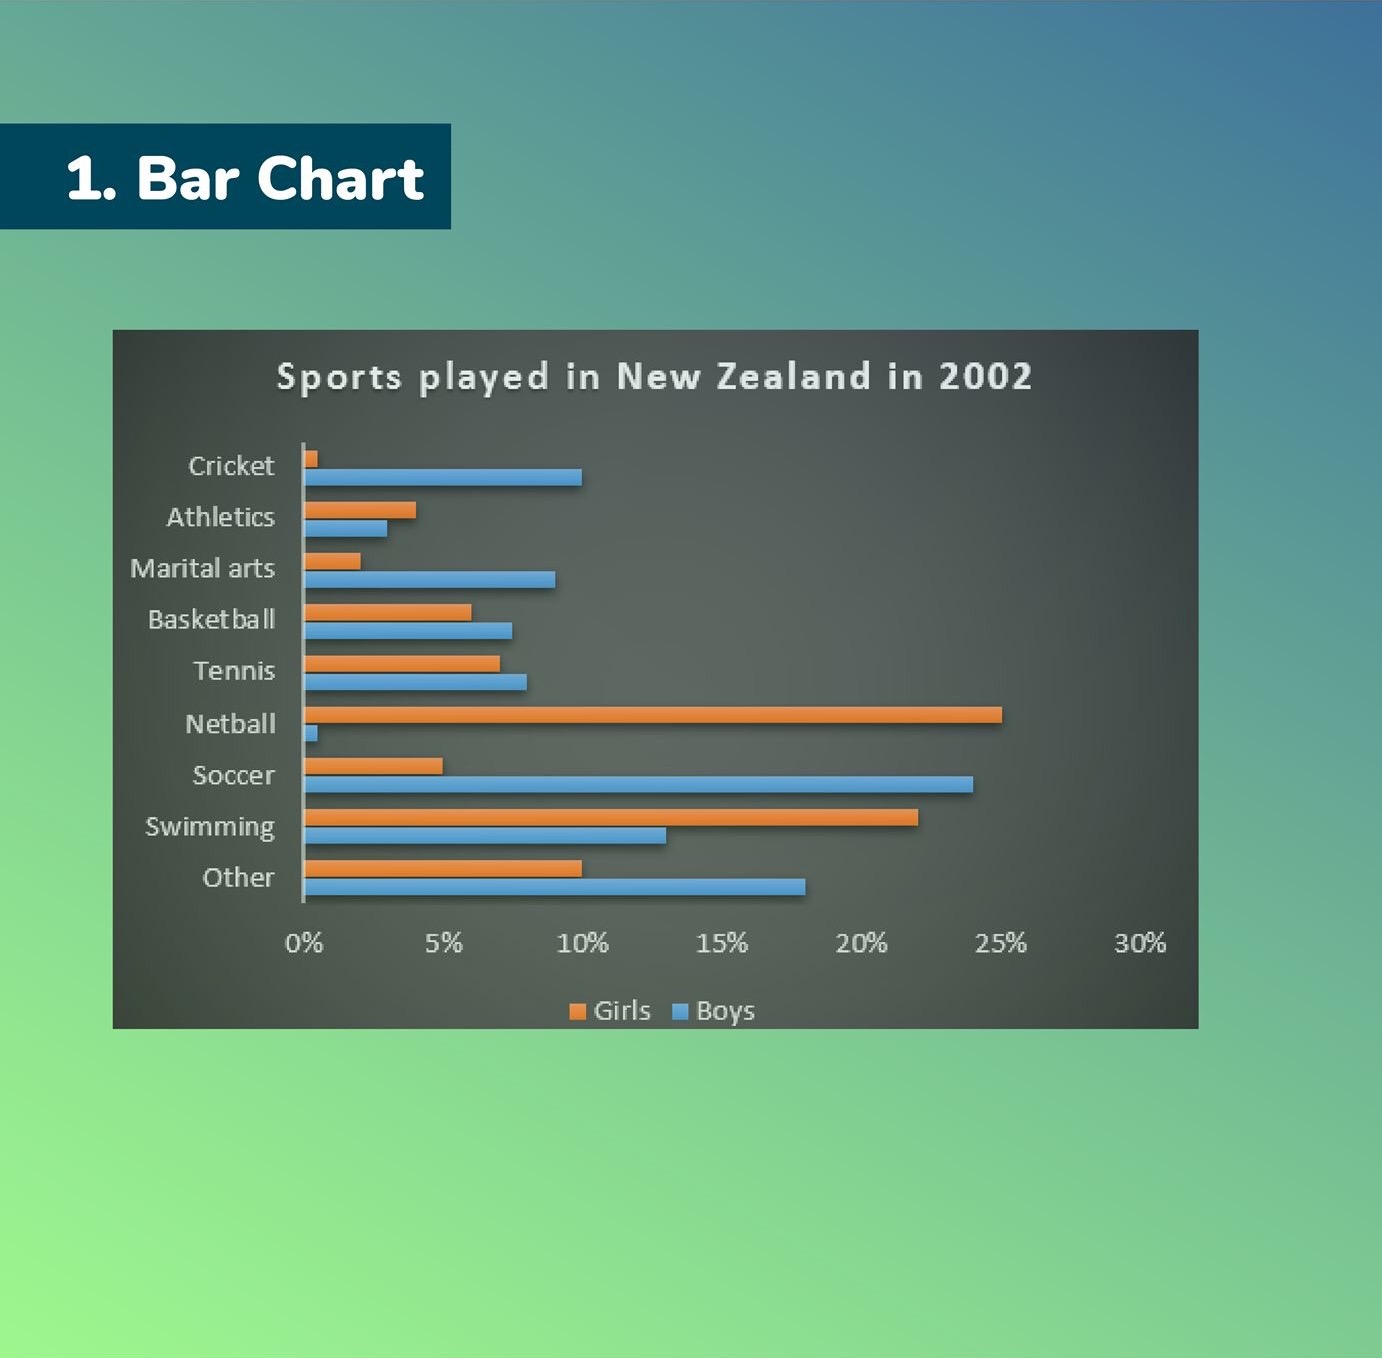 1. Bar Chart
Sports played in New Zealand in 2002
Cricket
Athletics
Marital arts
Basketball
Tennis
Netball
Soccer
Swimming
Other
0% 5% 10% 15% 20% 25% 30%
Girls Boys